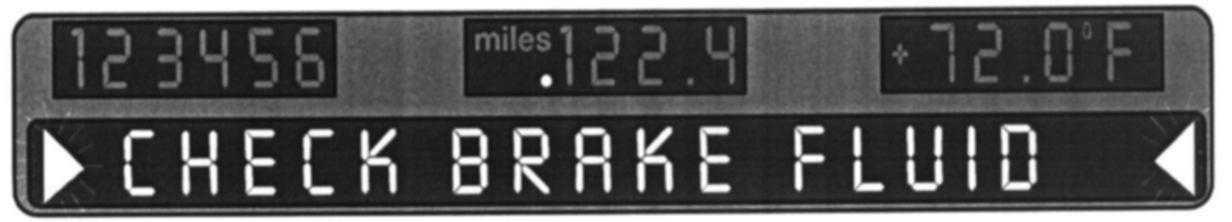 123456 miles 122.4 +72.0°F
CHECK BRAKE FLUID